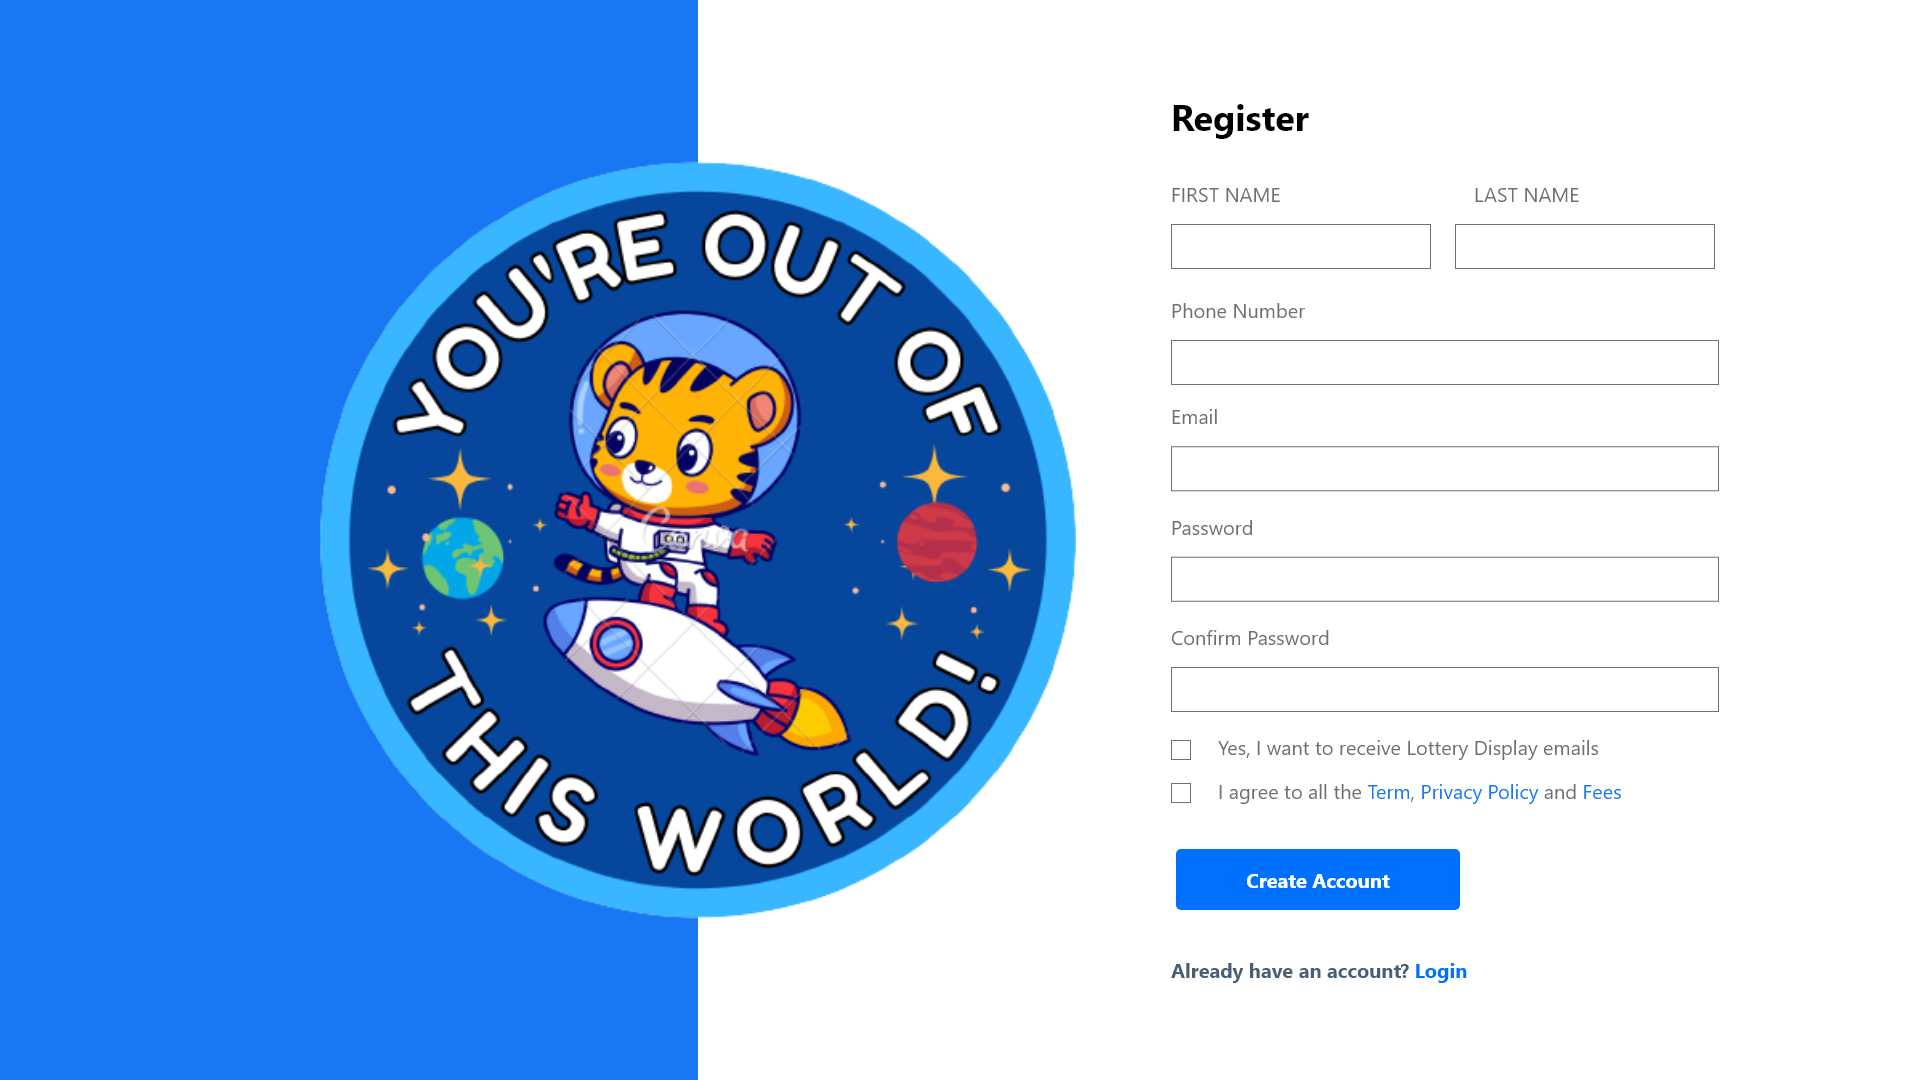 YOU'RE OUT OF
THIS WORLD!
Canva
Register
FIRST NAME
LAST NAME
Phone Number
Email
Password
Confirm Password
Yes, I want to receive Lottery Display emails
I agree to all the Term, Privacy Policy and Fees
Create Account
Already have an account? Login